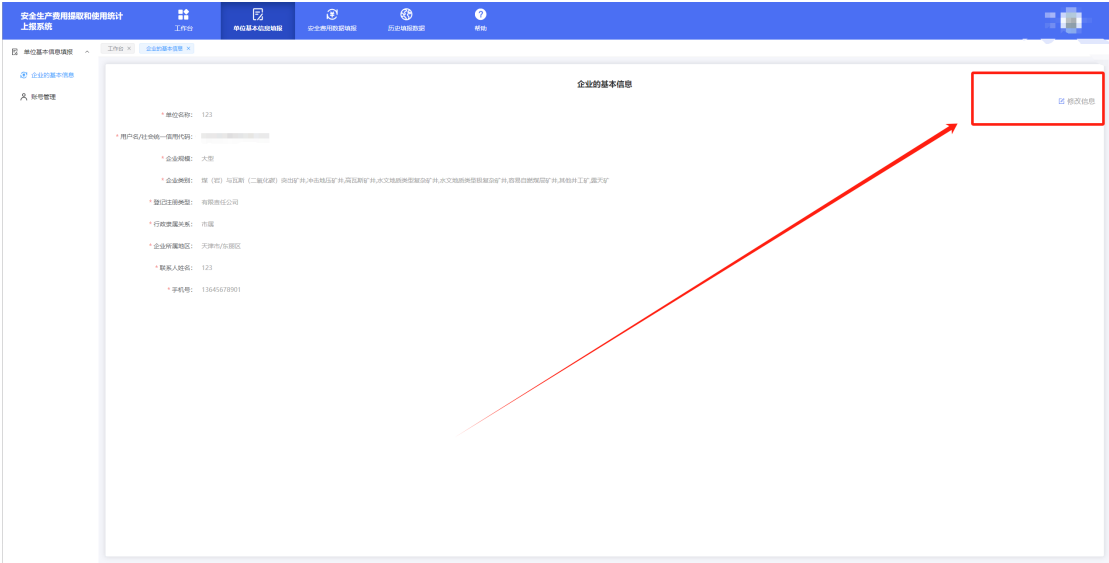 安全生产费用提取和使用统计
上报系统
工作台
单位基本信息填报
安全费用数据填报
历史填报数据
帮助
单位基本信息填报
工作台 ×
企业的基本信息 ×
企业的基本信息
账号管理
企业的基本信息
修改信息
* 单位名称： 123
* 用户名/社会统一信用代码：
* 企业规模： 大型
* 企业类别： 煤（岩）与瓦斯（二氧化碳）突出矿井,冲击地压矿井,高瓦斯矿井,水文地质类型复杂矿井,水文地质类型极复杂矿井,容易自燃煤层矿井,其他井工矿,露天矿
* 登记注册类型： 有限责任公司
* 行政隶属关系： 市属
* 企业所属地区： 天津市/东丽区
* 联系人姓名： 123
* 手机号： 13645678901